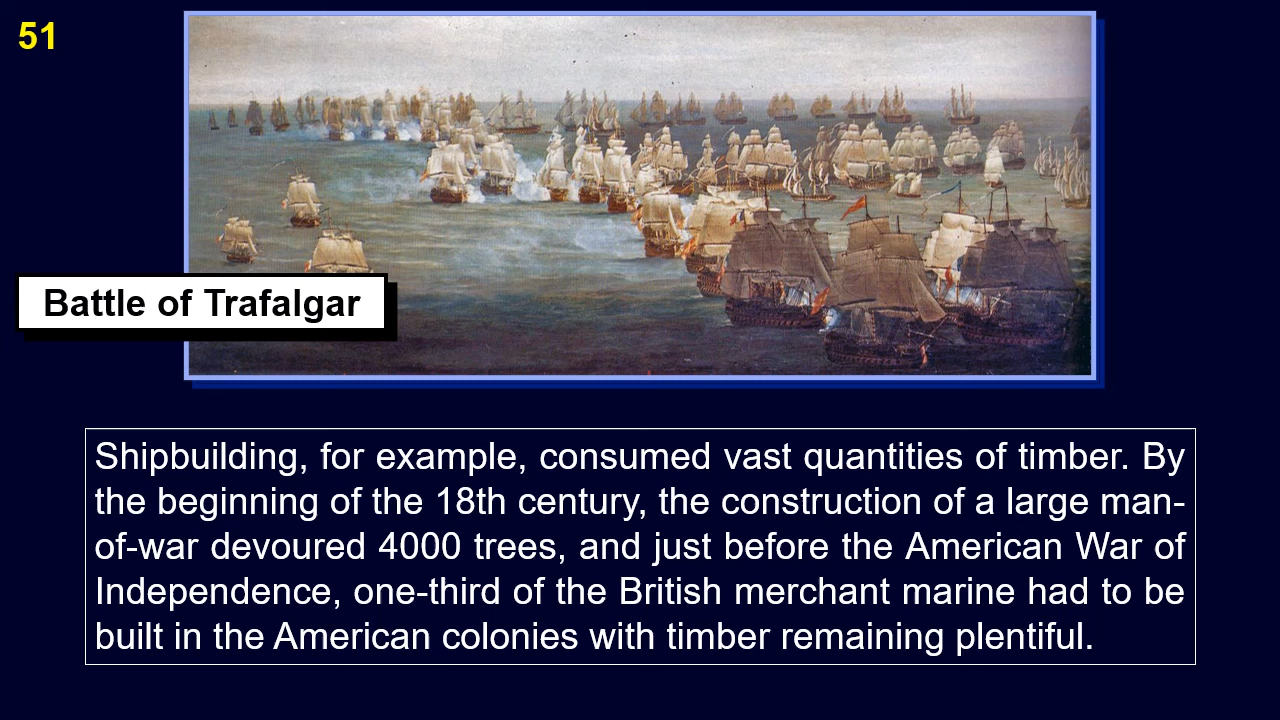 51
Battle of Trafalgar
Shipbuilding, for example, consumed vast quantities of timber. By
the beginning of the 18th century, the construction of a large man-
of-war devoured 4000 trees, and just before the American War of
Independence, one-third of the British merchant marine had to be
built in the American colonies with timber remaining plentiful.